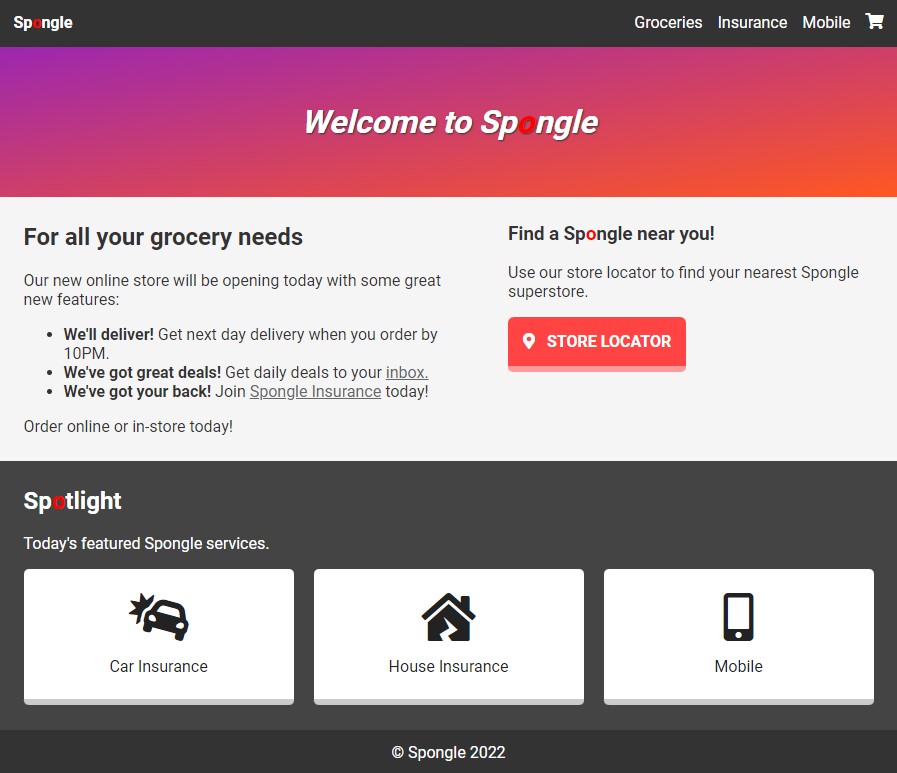 Spongle
Groceries Insurance Mobile
Welcome to Spongle
For all your grocery needs
Our new online store will be opening today with some great
new features:
• We'll deliver! Get next day delivery when you order by
10PM.
• We've got great deals! Get daily deals to your inbox.
• We've got your back! Join Spongle Insurance today!
Order online or in-store today!
Find a Spongle near you!
Use our store locator to find your nearest Spongle
superstore.
STORE LOCATOR
Spotlight
Today's featured Spongle services.
Car Insurance
House Insurance
Mobile
© Spongle 2022